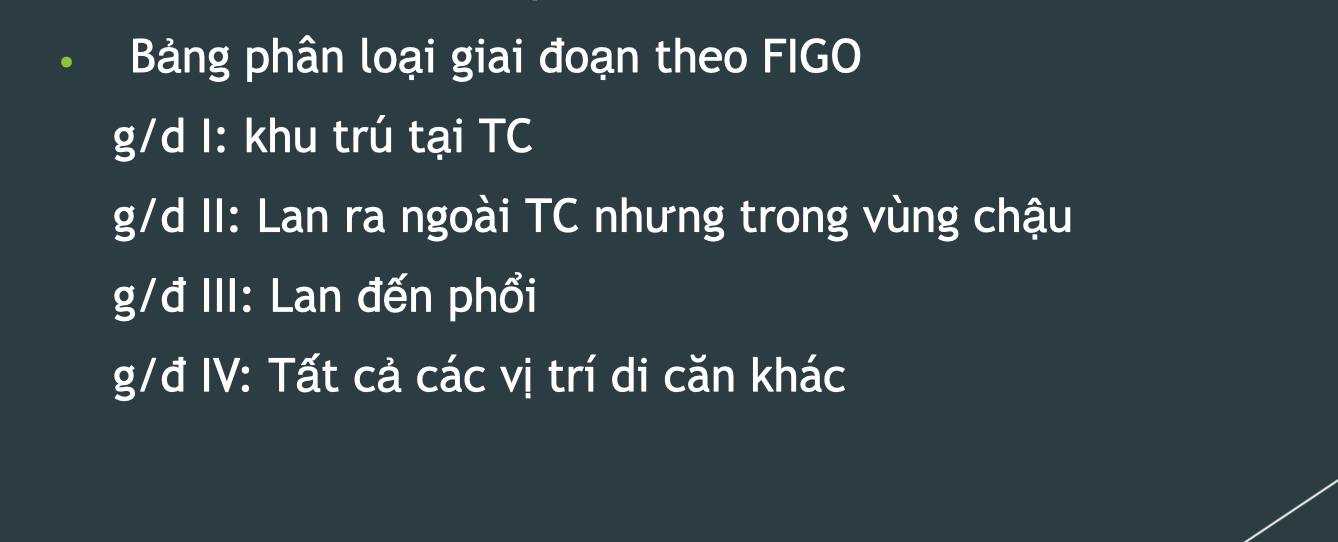 • Bảng phân loại giai đoạn theo FIGO
g/d I: khu trú tại TC
g/d II: Lan ra ngoài TC nhưng trong vùng chậu
g/đ III: Lan đến phổi
g/đ IV: Tất cả các vị trí di căn khác